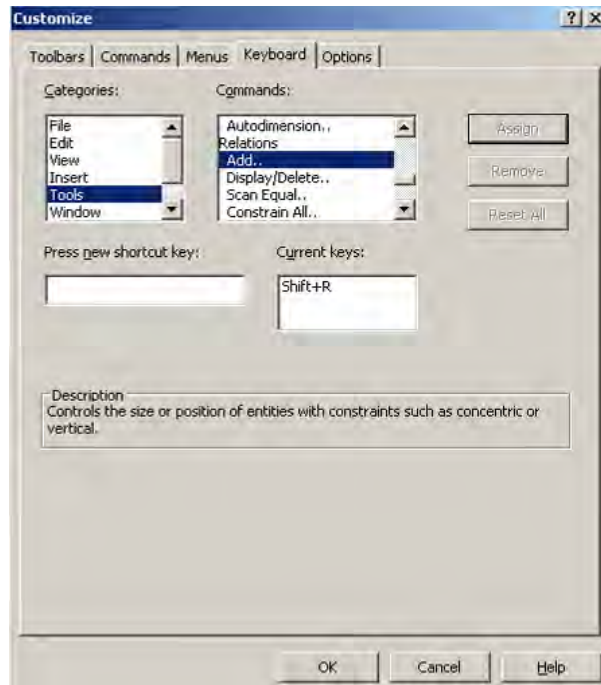 Customize
Toolbars Commands Menus Keyboard Options
Categories: Commands:
File
Edit
View
Insert
Tools
Window
Autodimension..
Relations
Add..
Display/Delete..
Scan Equal..
Constrain All..
Assign
Remove
Reset All
Press new shortcut key: Current keys:
Shift+R
Description
Controls the size or position of entities with constraints such as concentric or
vertical.
OK Cancel Help